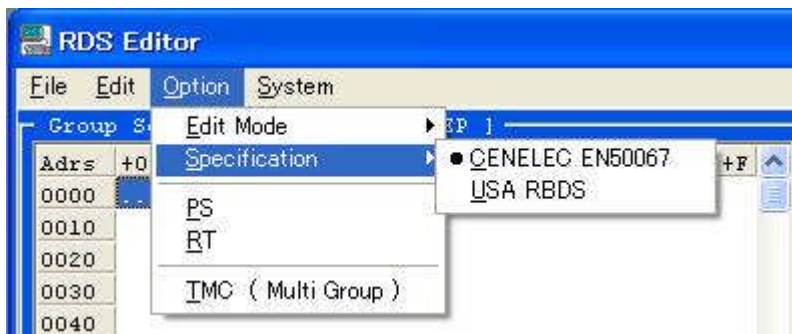 RDS Editor
File Edit Option System
Group S EP ]
Edit Mode
Specification
CENELEC EN50067
USA RBDS
PS
RT
TMC ( Multi Group )
Adrs +0 +F
0000 ..
0010
0020
0030
0040